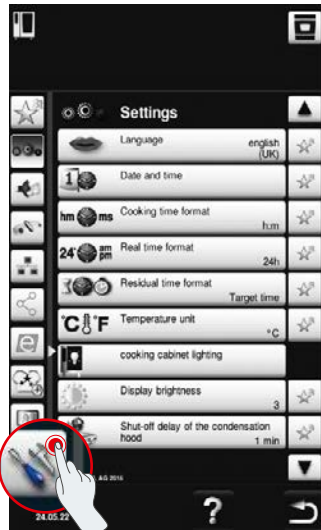 Settings
Language
english
(UK)
1
Date and time
hm ms
Cooking time format
h:m
24 am
pm
Real time format
24h
Residual time format
Target time
°C °F
Temperature unit
°C
cooking cabinet lighting
Display brightness
3
Shut-off delay of the condensation
hood
1 min
AG 2016
24.05.22
?